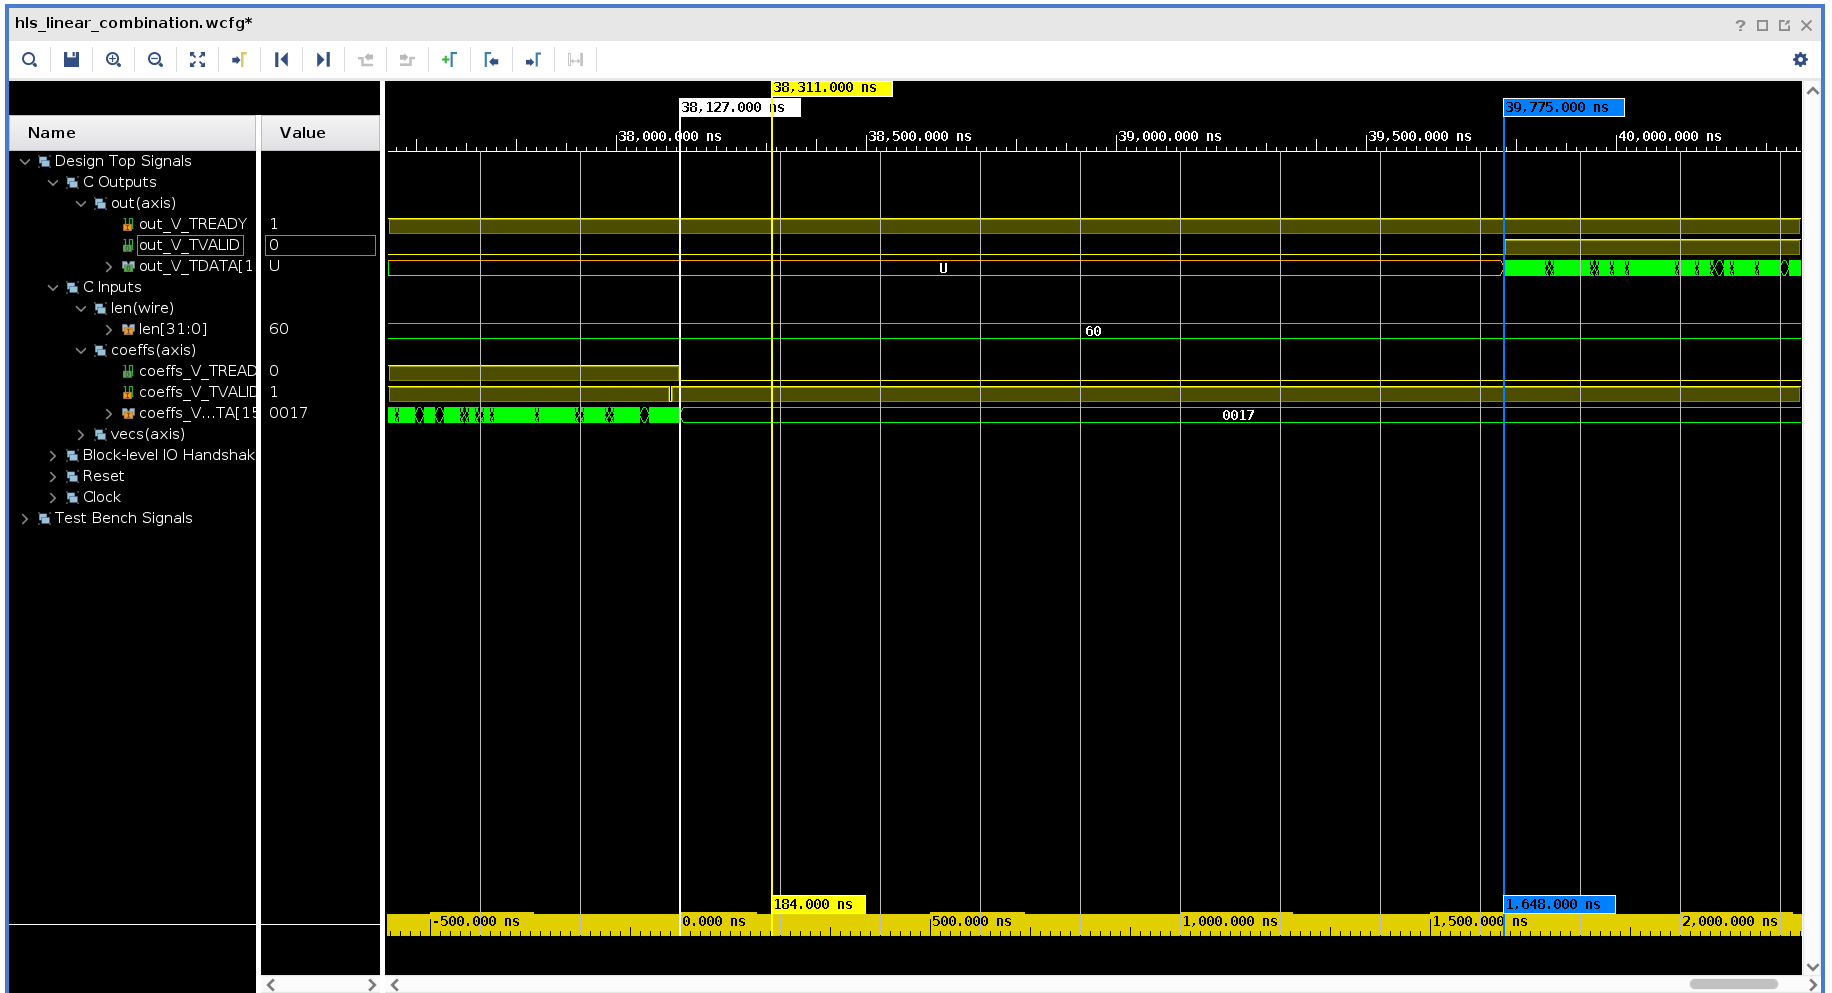 hls_linear_combination.wcfg*
38,311.000 ns
38,127.000 ns 39,775.000 ns
Name Value
38,000.000 ns 38,500.000 ns 39,000.000 ns 39,500.000 ns 40,000.000 ns
Design Top Signals
C Outputs
out(axis)
out_V_TREADY 1
out_V_TVALID 0
out_V_TDATA[1 U U
C Inputs
len(wire)
len[31:0] 60 60
coeffs(axis)
coeffs_V_TREAD 0
coeffs_V_TVALID 1
coeffs_V...TA[15 0017 0017
vecs(axis)
Block-level IO Handshak
Reset
Clock
Test Bench Signals
184.000 ns 1,648.000 ns
-500.000 ns 0.000 ns 500.000 ns 1,000.000 ns 1,500.000 ns 2,000.000 ns